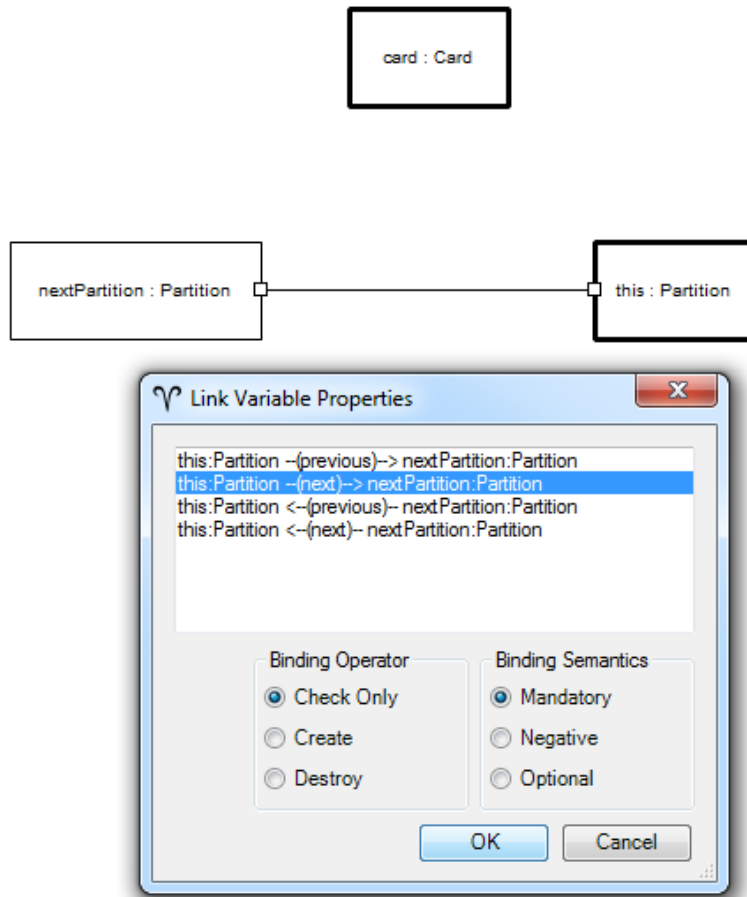 card : Card
nextPartition : Partition
this : Partition
Link Variable Properties
this:Partition --(previous)--> nextPartition:Partition
this:Partition --(next)--> nextPartition:Partition
this:Partition <--(previous)-- nextPartition:Partition
this:Partition <--(next)-- nextPartition:Partition
Binding Operator
Binding Semantics
Check Only
Mandatory
Create
Negative
Destroy
Optional
OK
Cancel